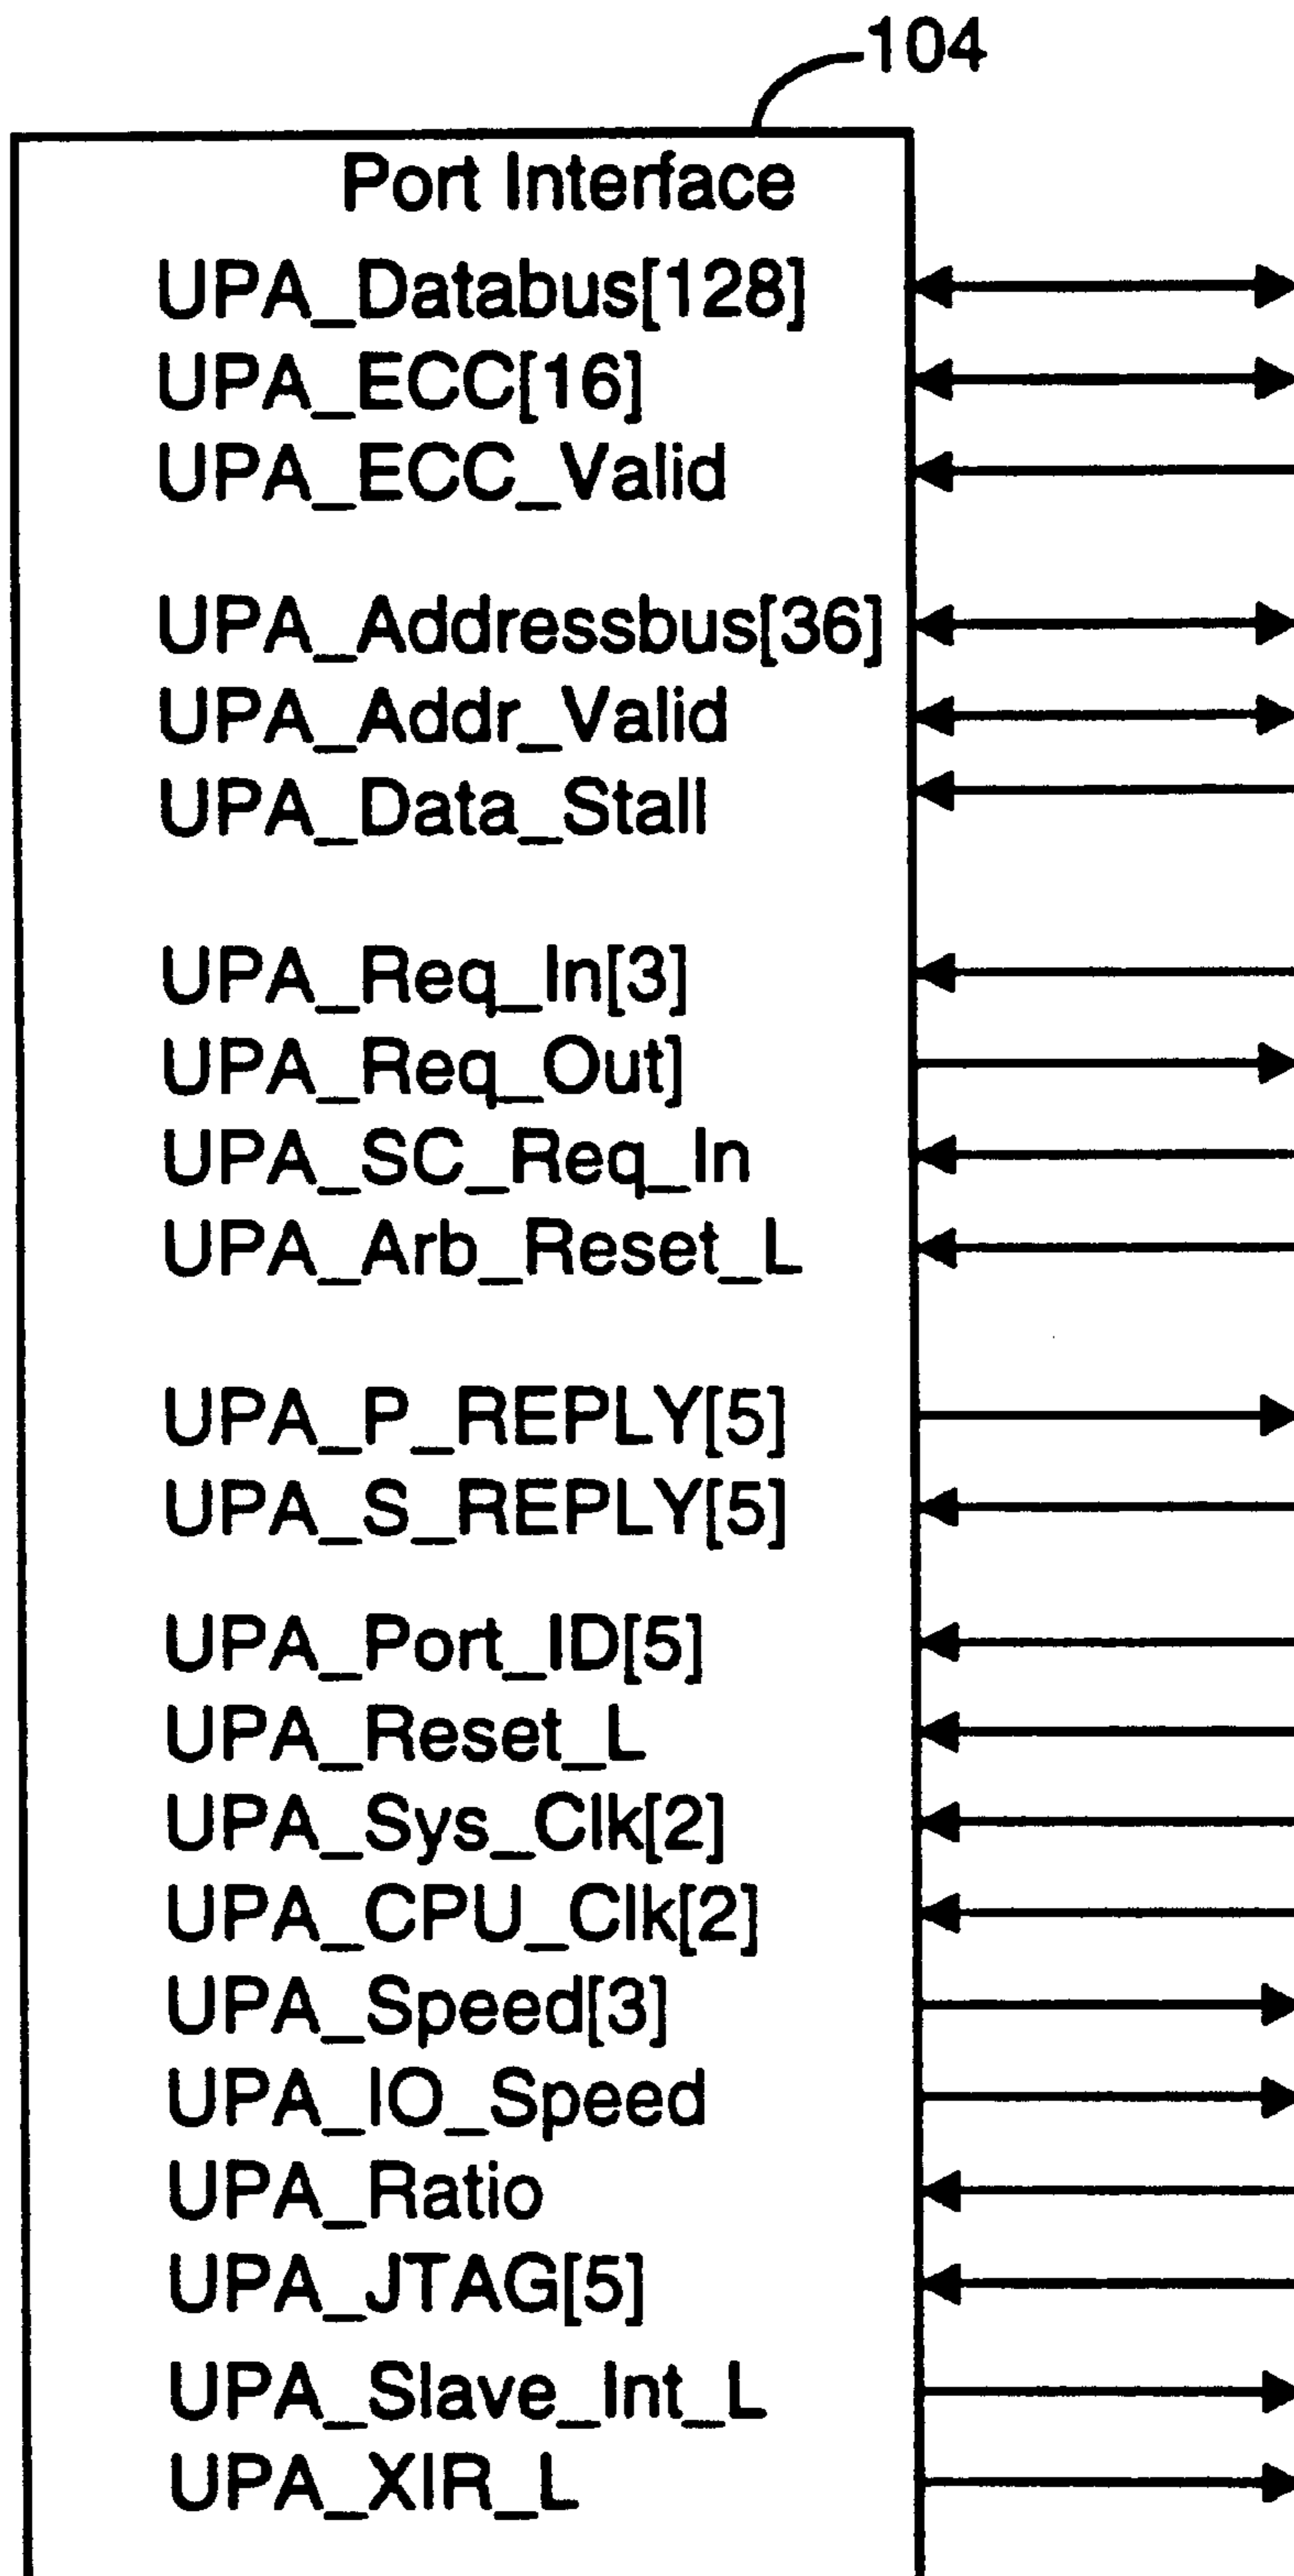 104
Port Interface
UPA_Databus[128]
UPA_ECC[16]
UPA_ECC_Valid
UPA_Addressbus[36]
UPA_Addr_Valid
UPA_Data_Stall
UPA_Req_In[3]
UPA_Req_Out]
UPA_SC_Req_In
UPA_Arb_Reset_L
UPA_P_REPLY[5]
UPA_S_REPLY[5]
UPA_Port_ID[5]
UPA_Reset_L
UPA_Sys_Clk[2]
UPA_CPU_Clk[2]
UPA_Speed[3]
UPA_IO_Speed
UPA_Ratio
UPA_JTAG[5]
UPA_Slave_Int_L
UPA_XIR_L